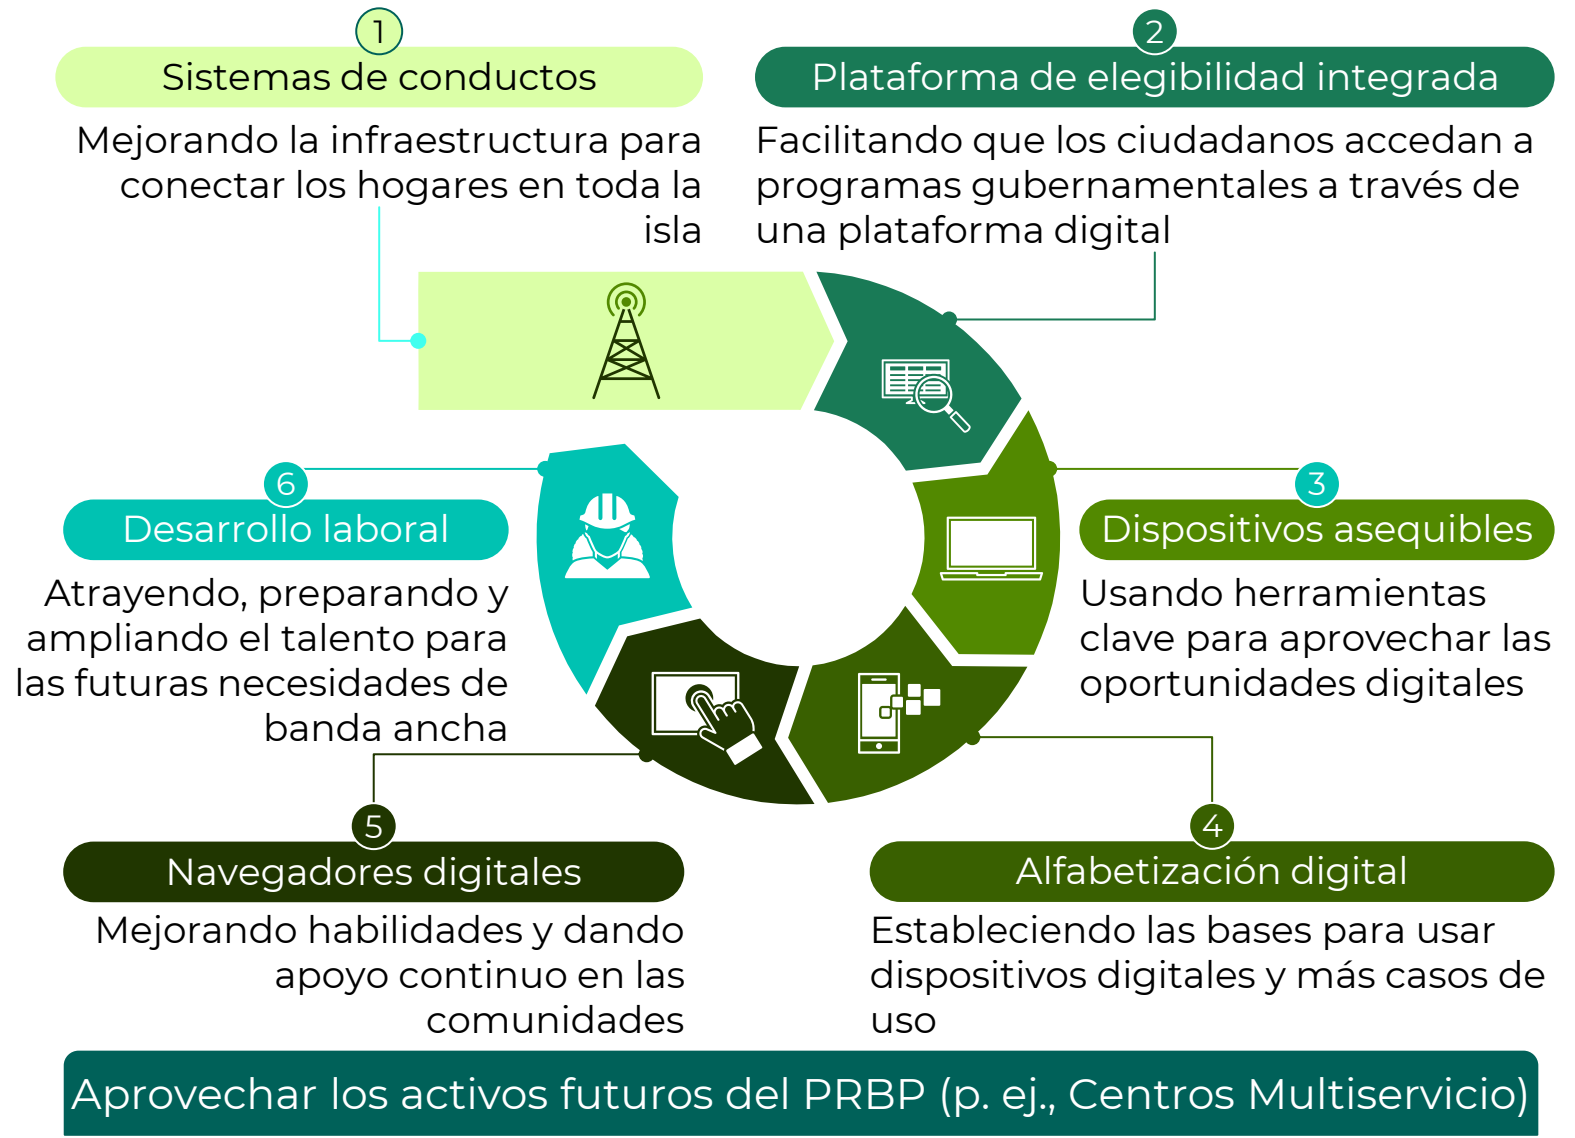 1
Sistemas de conductos
Mejorando la infraestructura para
conectar los hogares en toda la
isla
2
Plataforma de elegibilidad integrada
Facilitando que los ciudadanos accedan a
programas gubernamentales a través de
una plataforma digital
3
Dispositivos asequibles
Usando herramientas
clave para aprovechar las
oportunidades digitales
4
Alfabetización digital
Estableciendo las bases para usar
dispositivos digitales y más casos de
uso
5
Navegadores digitales
Mejorando habilidades y dando
apoyo continuo en las
comunidades
6
Desarrollo laboral
Atrayendo, preparando y
ampliando el talento para
las futuras necesidades de
banda ancha
Aprovechar los activos futuros del PRBP (p. ej., Centros Multiservicio)